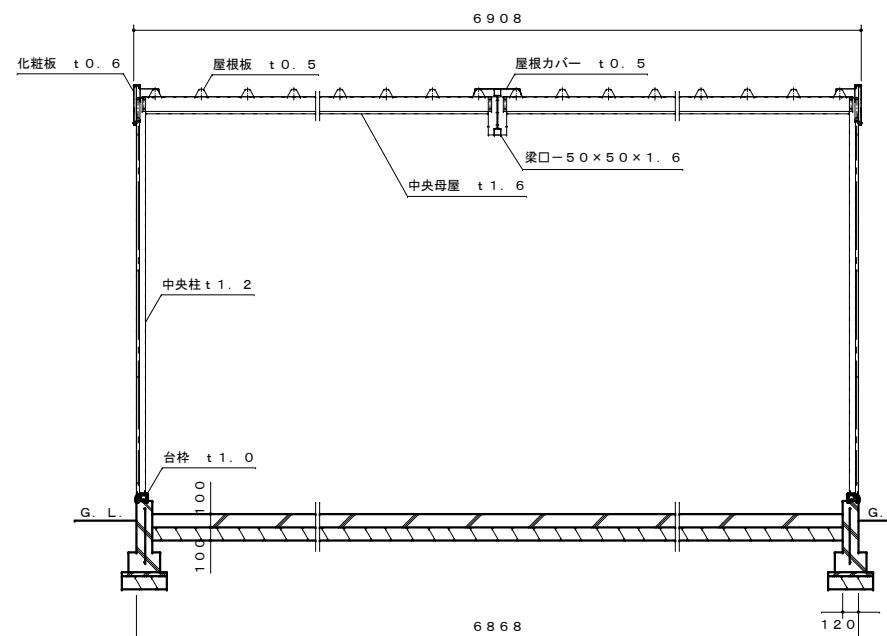 6908
化粧板 t0.6
屋根板 t0.5
屋根カバー t0.5
梁口－50×50×1.6
中央母屋 t1.6
中央柱t1.2
台枠 t1.0
100
G.L.
G.
100
6868
120